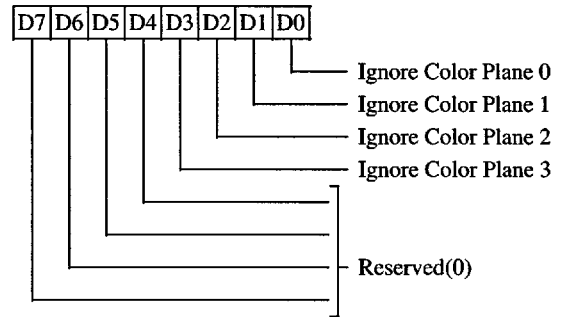 D7 D6 D5 D4 D3 D2 D1 D0
Ignore Color Plane 0
Ignore Color Plane 1
Ignore Color Plane 2
Ignore Color Plane 3
Reserved(0)